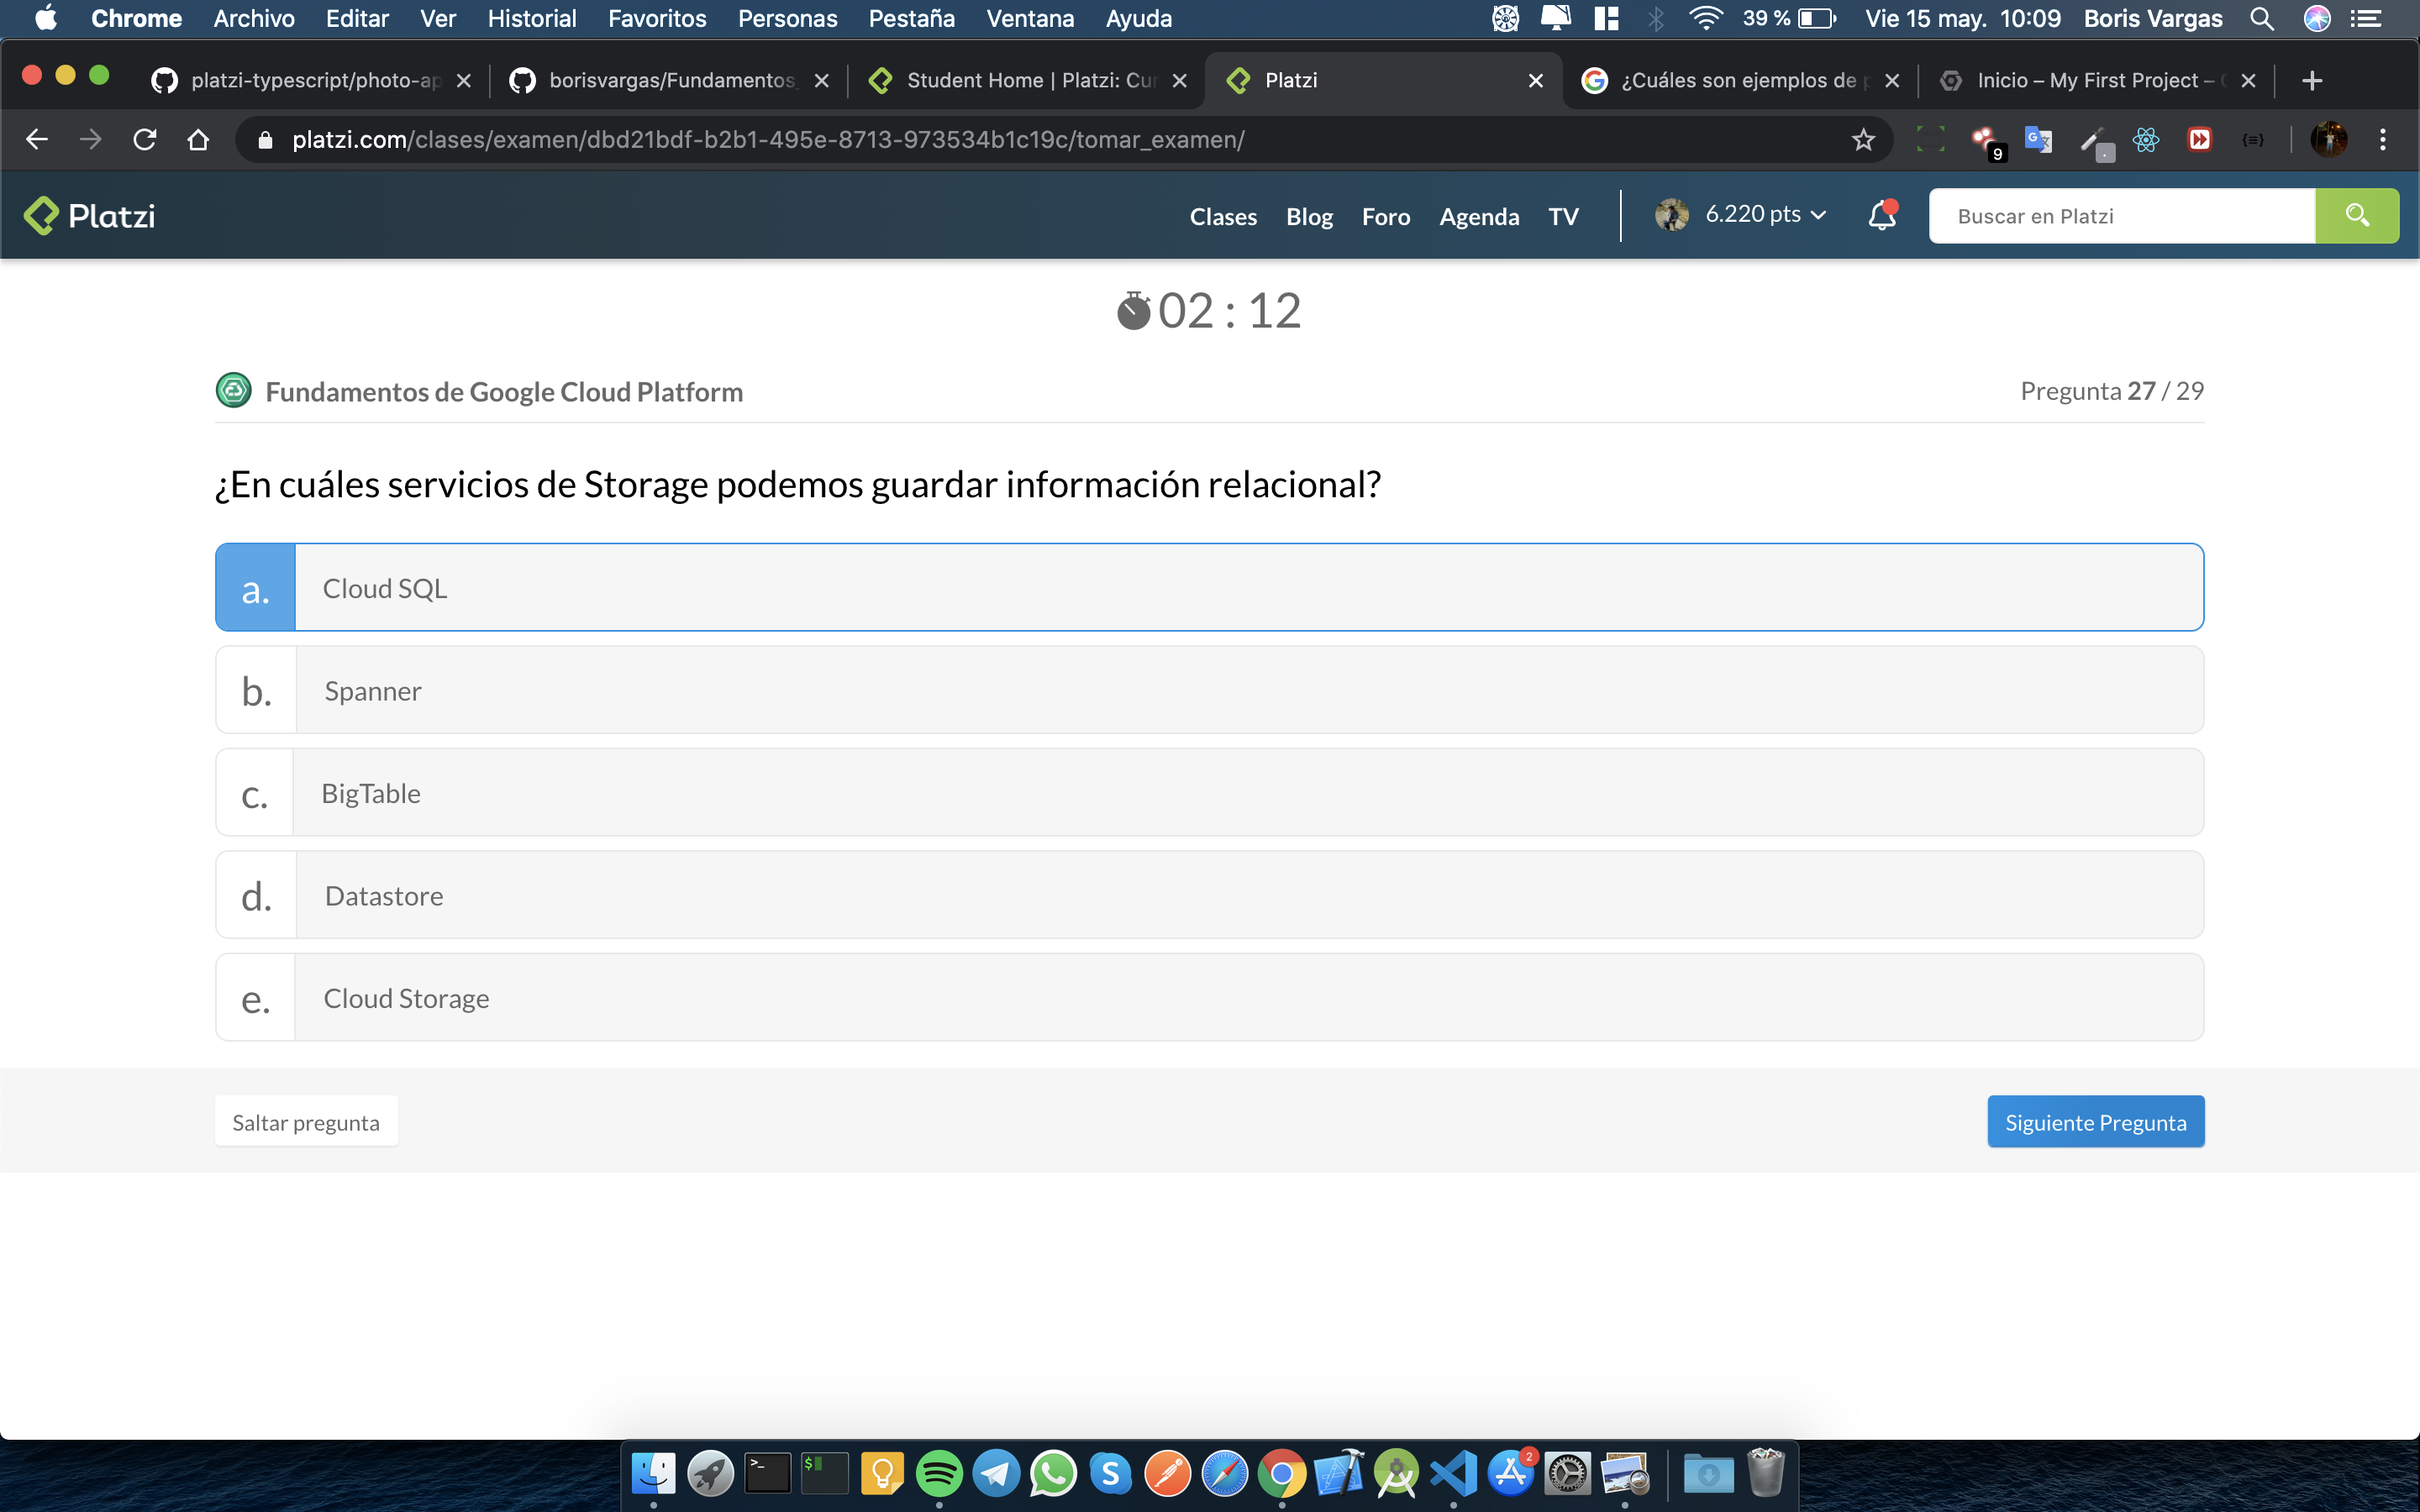 Chrome Archivo Editar Ver Historial Favoritos Personas Pestaña Ventana Ayuda 39 % Vie 15 may. 10:09 Boris Vargas
platzi-typescript/photo-ap borisvargas/Fundamentos_ Student Home | Platzi: Cur Platzi ¿Cuáles son ejemplos de p Inicio – My First Project –
platzi.com/clases/examen/dbd21bdf-b2b1-495e-8713-973534b1c19c/tomar_examen/ 9
Platzi Clases Blog Foro Agenda TV 6.220 pts Buscar en Platzi
02 : 12
Fundamentos de Google Cloud Platform Pregunta 27 / 29
¿En cuáles servicios de Storage podemos guardar información relacional?
a. Cloud SQL
b. Spanner
c. BigTable
d. Datastore
e. Cloud Storage
Saltar pregunta Siguiente Pregunta
2